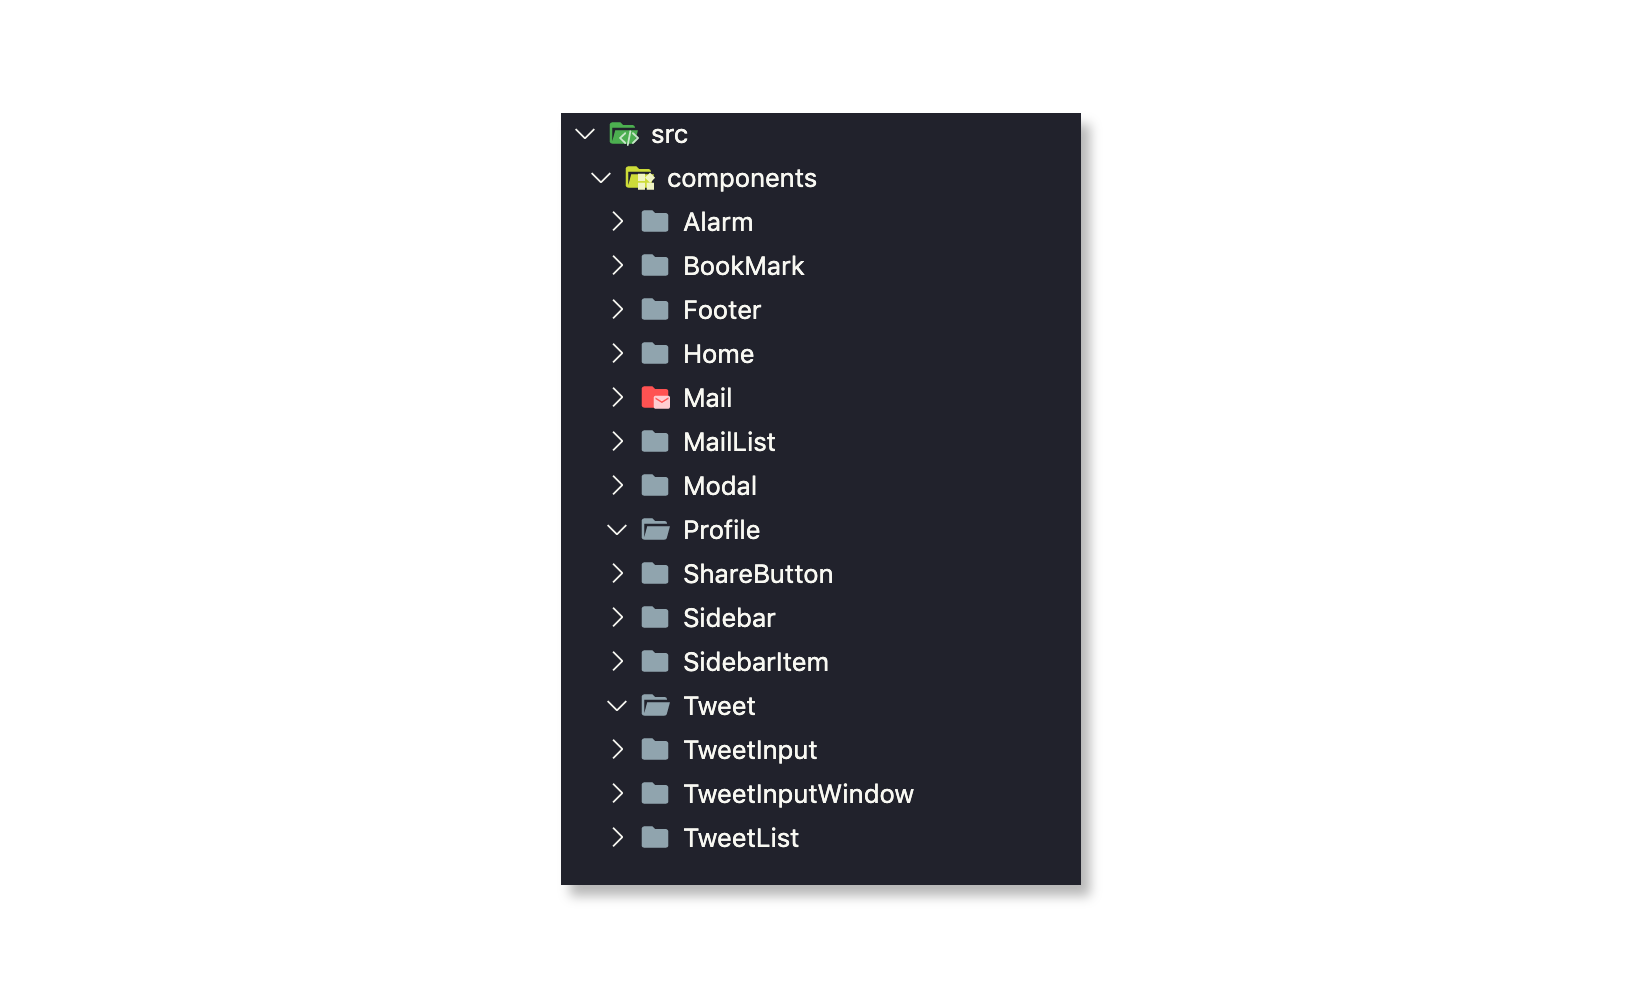 src
components
Alarm
BookMark
Footer
Home
Mail
MailList
Modal
Profile
ShareButton
Sidebar
SidebarItem
Tweet
TweetInput
TweetInputWindow
TweetList